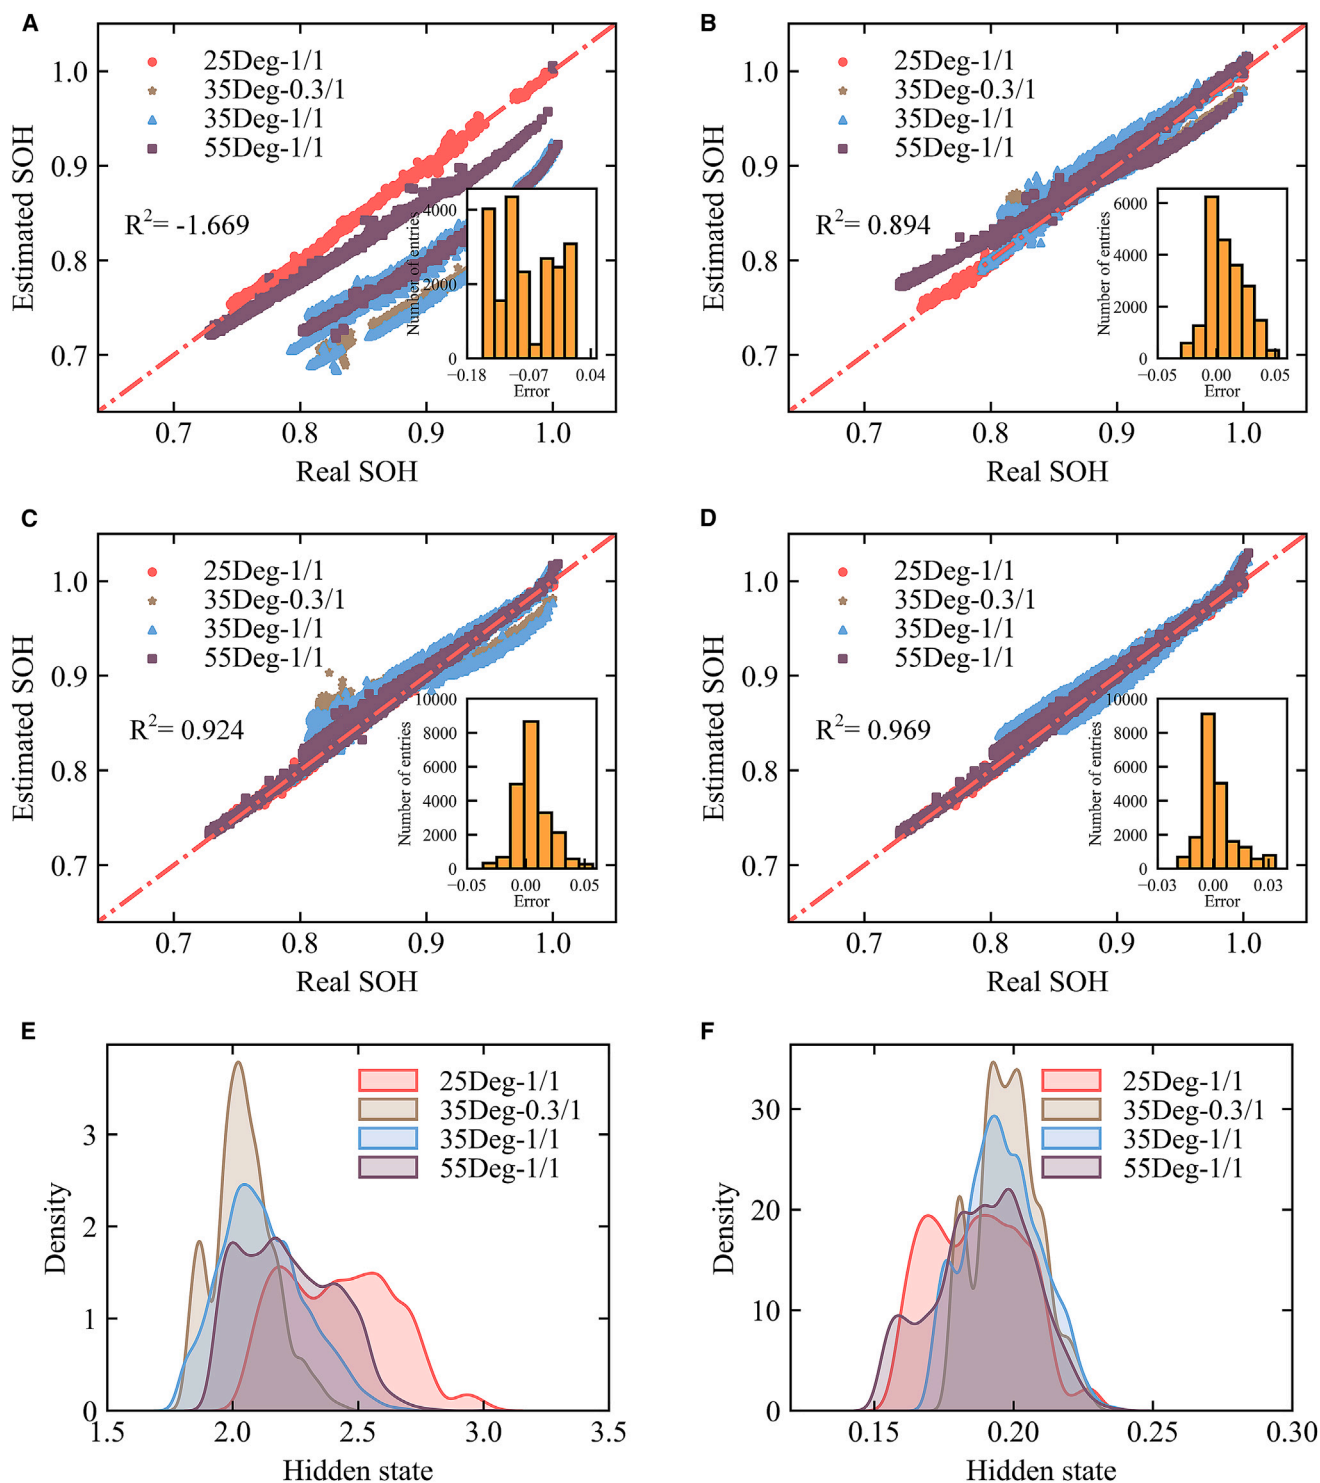 A
25Deg-1/1
35Deg-0.3/1
35Deg-1/1
55Deg-1/1
R²= -1.669
Estimated SOH
1.0
0.9
0.8
0.7
0.7 0.8 0.9 1.0
Real SOH
Number of entries
4000
2000
0
−0.18 −0.07 0.04
Error
B
25Deg-1/1
35Deg-0.3/1
35Deg-1/1
55Deg-1/1
R²= 0.894
Estimated SOH
1.0
0.9
0.8
0.7
0.7 0.8 0.9 1.0
Real SOH
Number of entries
6000
4000
2000
0
−0.05 0.00 0.05
Error
C
25Deg-1/1
35Deg-0.3/1
35Deg-1/1
55Deg-1/1
R²= 0.924
Estimated SOH
1.0
0.9
0.8
0.7
0.7 0.8 0.9 1.0
Real SOH
Number of entries
10000
8000
6000
4000
2000
0
−0.05 0.00 0.05
Error
D
25Deg-1/1
35Deg-0.3/1
35Deg-1/1
55Deg-1/1
R²= 0.969
Estimated SOH
1.0
0.9
0.8
0.7
0.7 0.8 0.9 1.0
Real SOH
Number of entries
10000
8000
6000
4000
2000
0
−0.03 0.00 0.03
Error
E
25Deg-1/1
35Deg-0.3/1
35Deg-1/1
55Deg-1/1
Density
3
2
1
0
1.5 2.0 2.5 3.0 3.5
Hidden state
F
25Deg-1/1
35Deg-0.3/1
35Deg-1/1
55Deg-1/1
Density
30
20
10
0
0.15 0.20 0.25 0.30
Hidden state